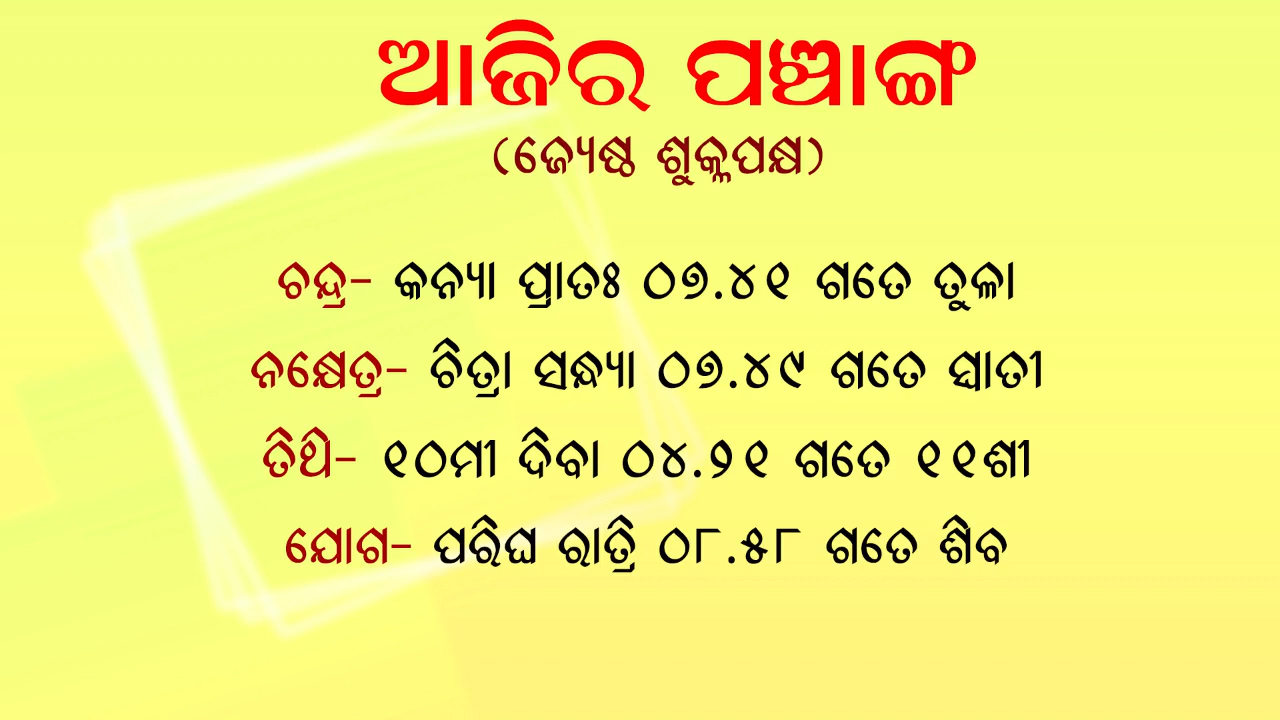 ଆଜିର ପଞ୍ଚାଙ୍ଗ
(ଜ୍ୟେଷ୍ଠ ଶୁକ୍ଳପକ୍ଷ)
ଚନ୍ଦ୍ର- କନ୍ୟା ପ୍ରାତଃ ୦୭.୪୧ ଗତେ ତୁଳା
ନକ୍ଷେତ୍ର- ଚିତ୍ରା ସନ୍ଧ୍ୟା ୦୭.୪୯ ଗତେ ସ୍ୱାତୀ
ତିଥି- ୧୦ମୀ ଦିବା ୦୪.୨୧ ଗତେ ୧୧ଶୀ
ଯୋଗ- ପରିଘ ରାତ୍ରି ୦୮.୫୮ ଗତେ ଶିବ